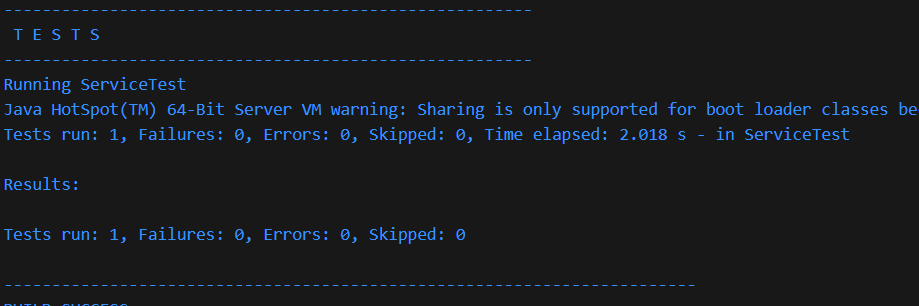 -------------------------------------------------------
T E S T S
-------------------------------------------------------
Running ServiceTest
Java HotSpot(TM) 64-Bit Server VM warning: Sharing is only supported for boot loader classes be
Tests run: 1, Failures: 0, Errors: 0, Skipped: 0, Time elapsed: 2.018 s - in ServiceTest
Results:
Tests run: 1, Failures: 0, Errors: 0, Skipped: 0
------------------------------------------------------------------------
BUILD SUCCESS